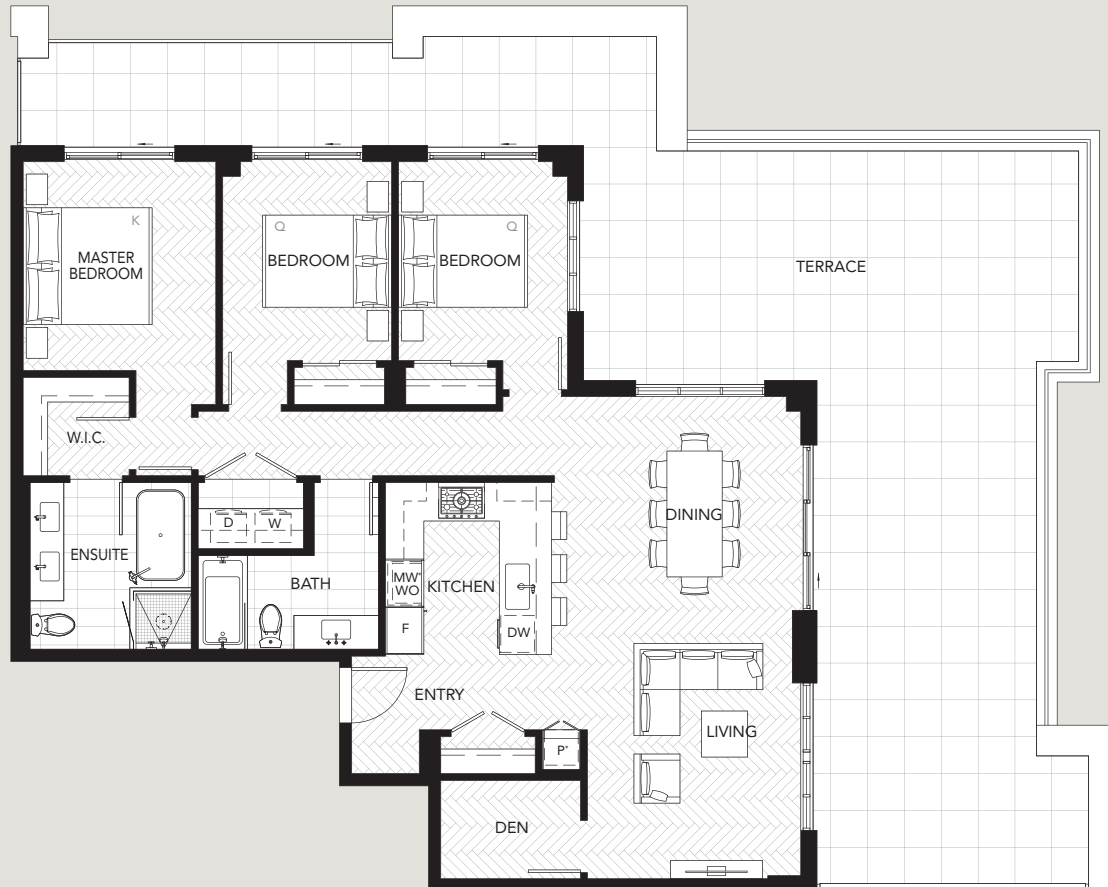 K
Q
Q
MASTER
BEDROOM
BEDROOM
BEDROOM
TERRACE
W.I.C.
DINING
D
W
ENSUITE
BATH
MW*
WO
KITCHEN
F
DW
ENTRY
LIVING
P*
DEN